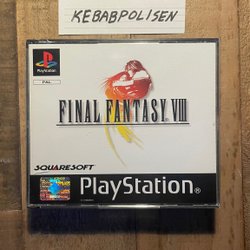 KEBABPOLISEN
PlayStation
PAL
FINAL FANTASY VIII
SQUARESOFT
PlayStation